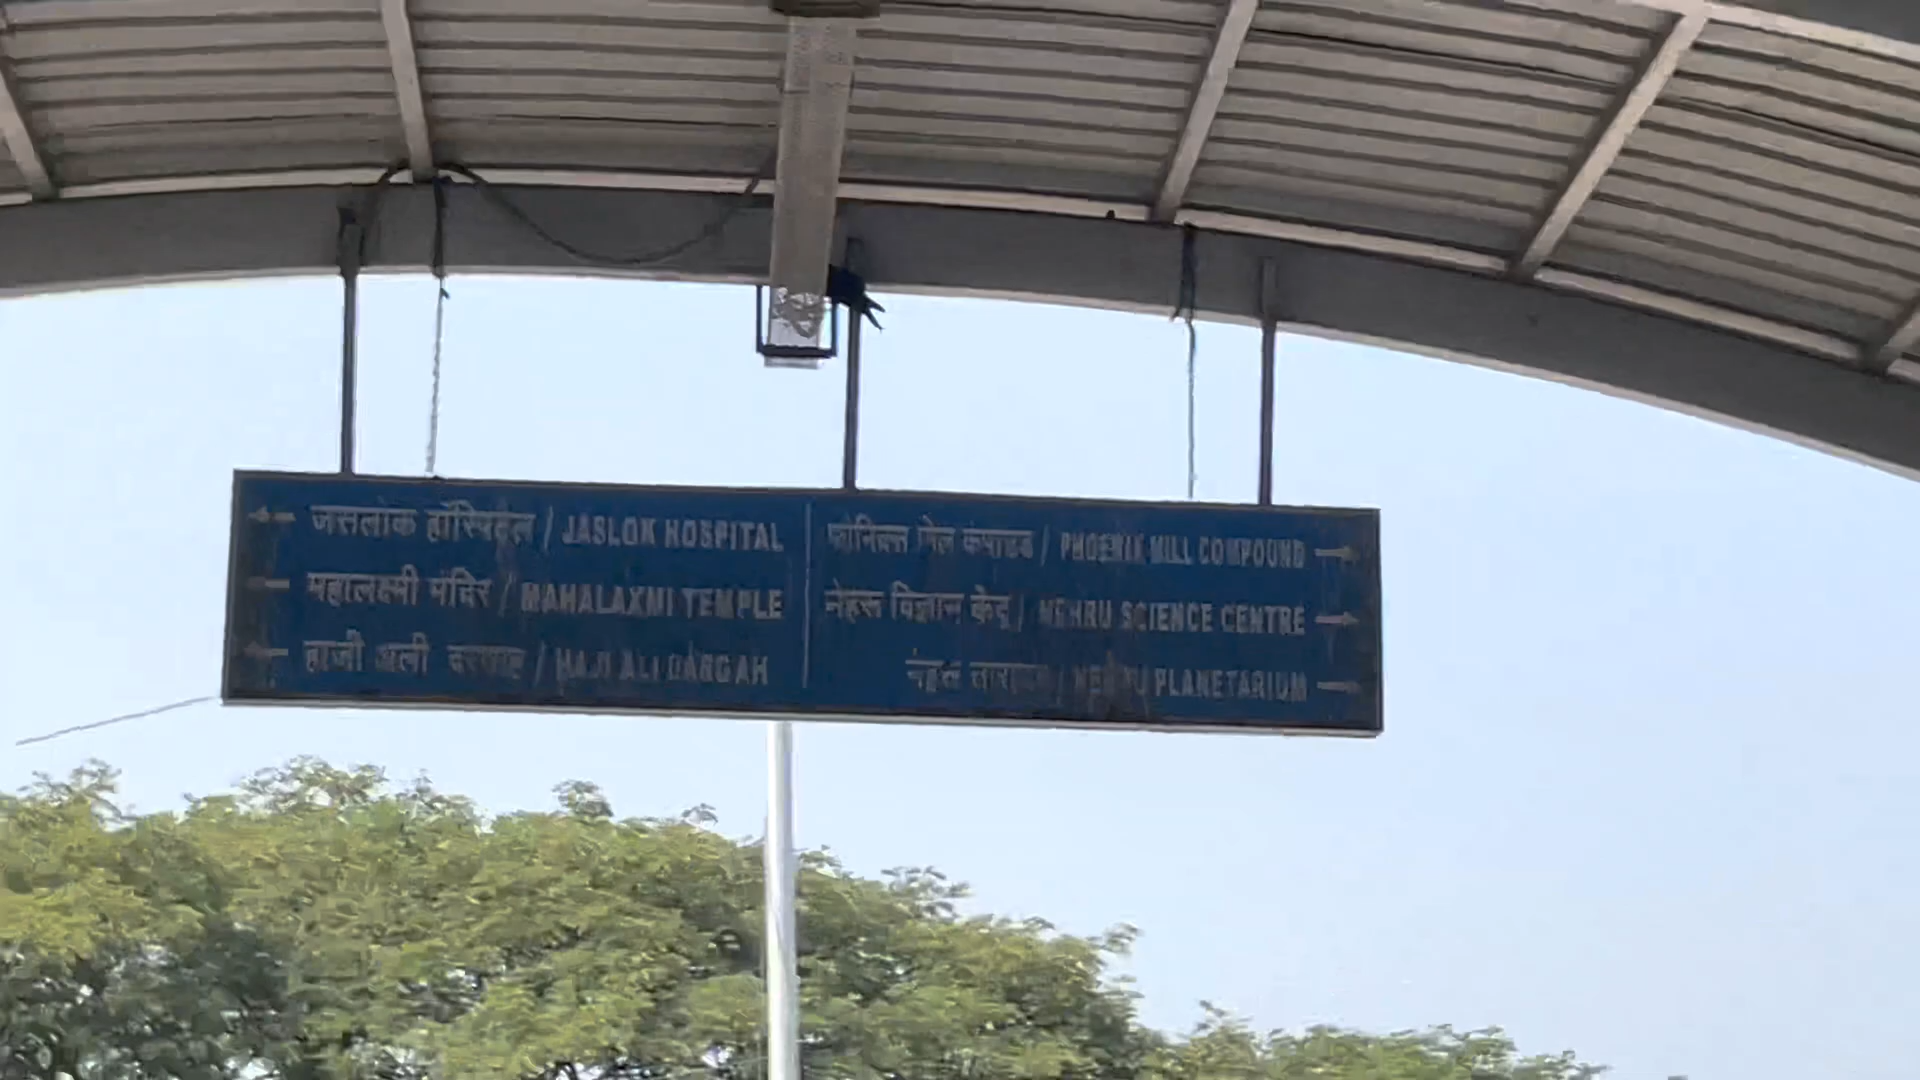 जसलोक हॉस्पिटल / JASLOK HOSPITAL
महालक्ष्मी मंदिर / MAHALAXMI TEMPLE
हाजी अली दरगाह / HAJI ALI DARGAH
फोनिक्स मिल कंपाउंड / PHOENIX MILL COMPOUND
नेहरू विज्ञान केंद्र / NEHRU SCIENCE CENTRE
नेहरू तारांगण / NEHRU PLANETARIUM